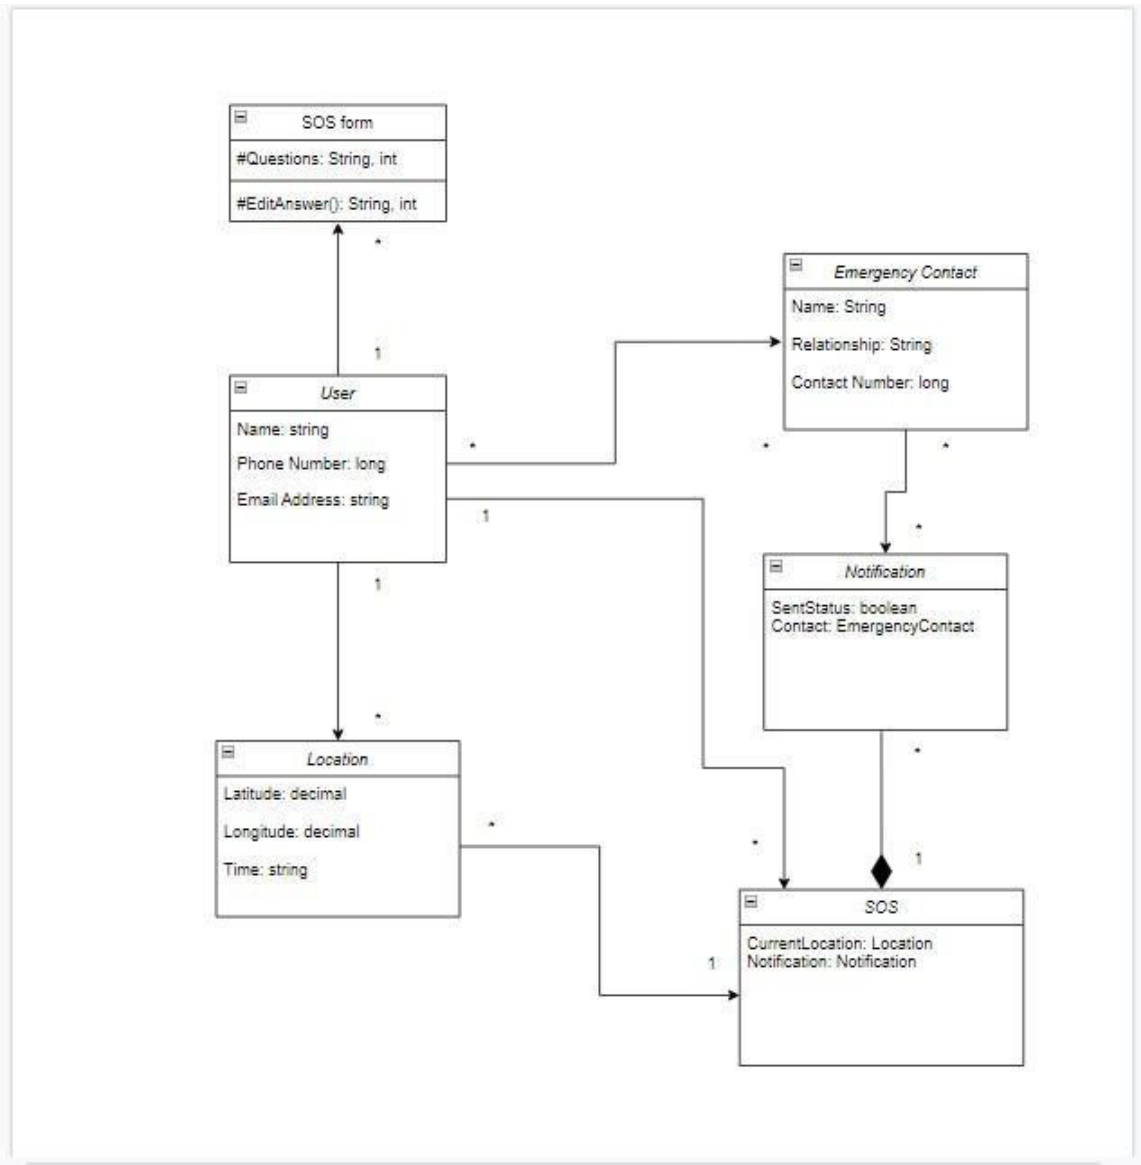 SOS form
#Questions: String, int
#EditAnswer(): String, int
*
1
Emergency Contact
Name: String
Relationship: String
Contact Number: long
User
Name: string
Phone Number: long
Email Address: string
*
*
*
1
*
1
Notification
SentStatus: boolean
Contact: EmergencyContact
*
*
Location
Latitude: decimal
Longitude: decimal
Time: string
*
*
1
1
SOS
CurrentLocation: Location
Notification: Notification